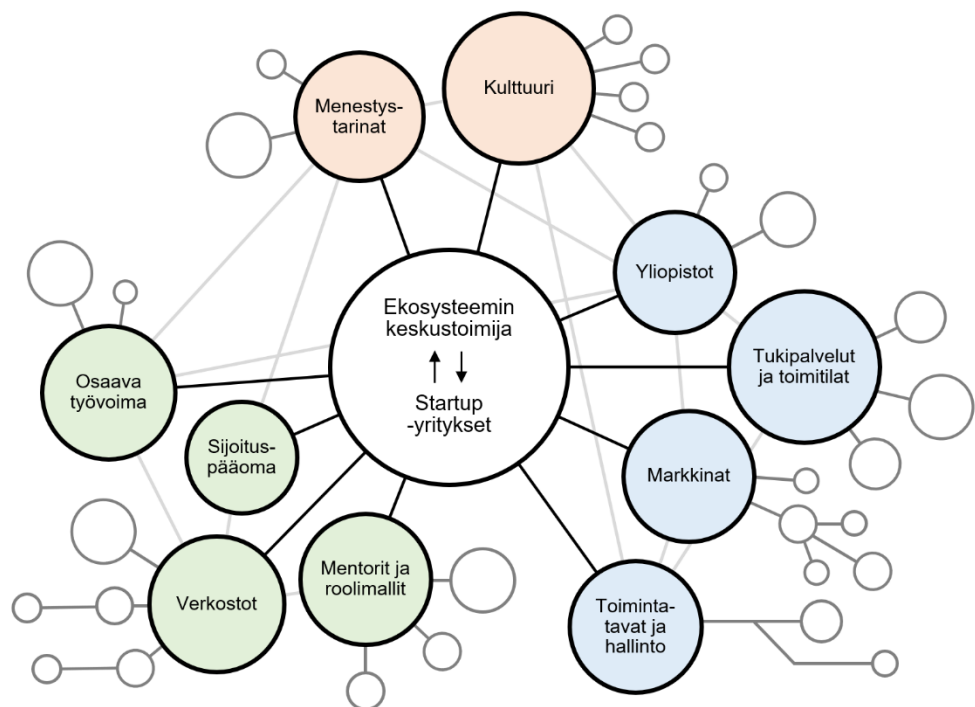 Menestys-
tarinat
Kulttuuri
Yliopistot
Ekosysteemin
keskustoimija
Startup
-yritykset
Tukipalvelut
ja toimitilat
Osaava
työvoima
Sijoitus-
pääoma
Markkinat
Verkostot
Mentorit ja
roolimallit
Toiminta-
tavat ja
hallinto